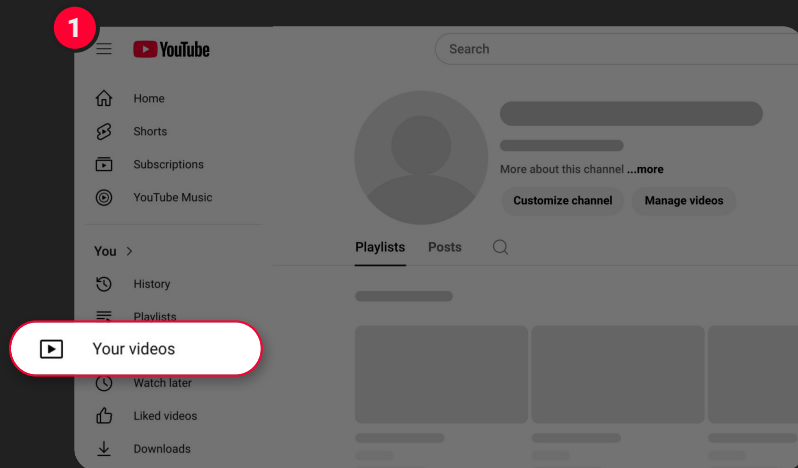 1
YouTube
Search
Home
Shorts
Subscriptions
YouTube Music
You >
History
Playlists
Your videos
Watch later
Liked videos
Downloads
More about this channel ...more
Customize channel
Manage videos
Playlists
Posts